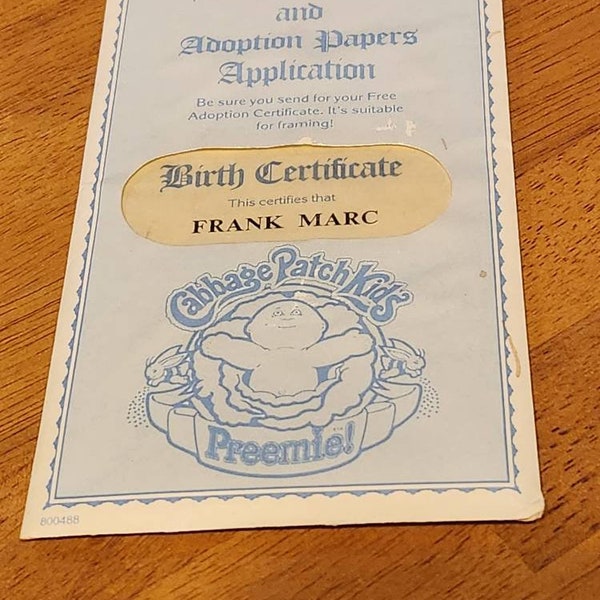 and
Adoption Papers
Application
Be sure you send for your Free
Adoption Certificate. It's suitable
for framing!
Birth Certificate
This certifies that
FRANK MARC
Cabbage Patch Kids
Preemie!
800488